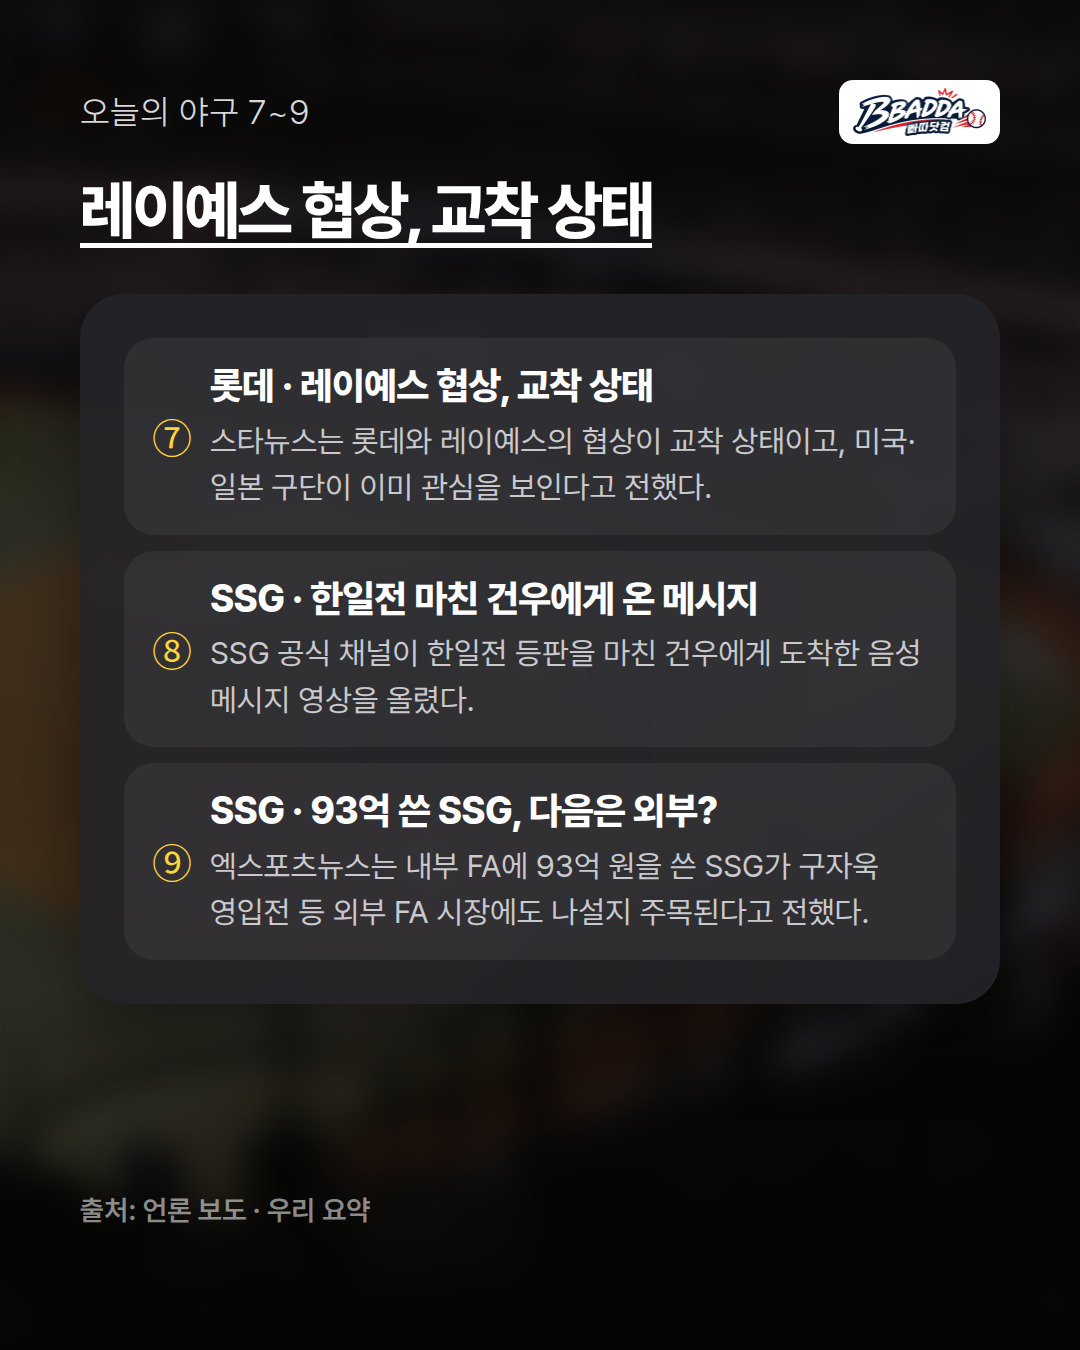 오늘의 야구 7~9
BBADDA
빠따닷컴
레이예스 협상, 교착 상태
롯데 · 레이예스 협상, 교착 상태
⑦ 스타뉴스는 롯데와 레이예스의 협상이 교착 상태이고, 미국·
일본 구단이 이미 관심을 보인다고 전했다.
SSG · 한일전 마친 건우에게 온 메시지
⑧ SSG 공식 채널이 한일전 등판을 마친 건우에게 도착한 음성
메시지 영상을 올렸다.
SSG · 93억 쓴 SSG, 다음은 외부?
⑨ 엑스포츠뉴스는 내부 FA에 93억 원을 쓴 SSG가 구자욱
영입전 등 외부 FA 시장에도 나설지 주목된다고 전했다.
출처: 언론 보도 · 우리 요약